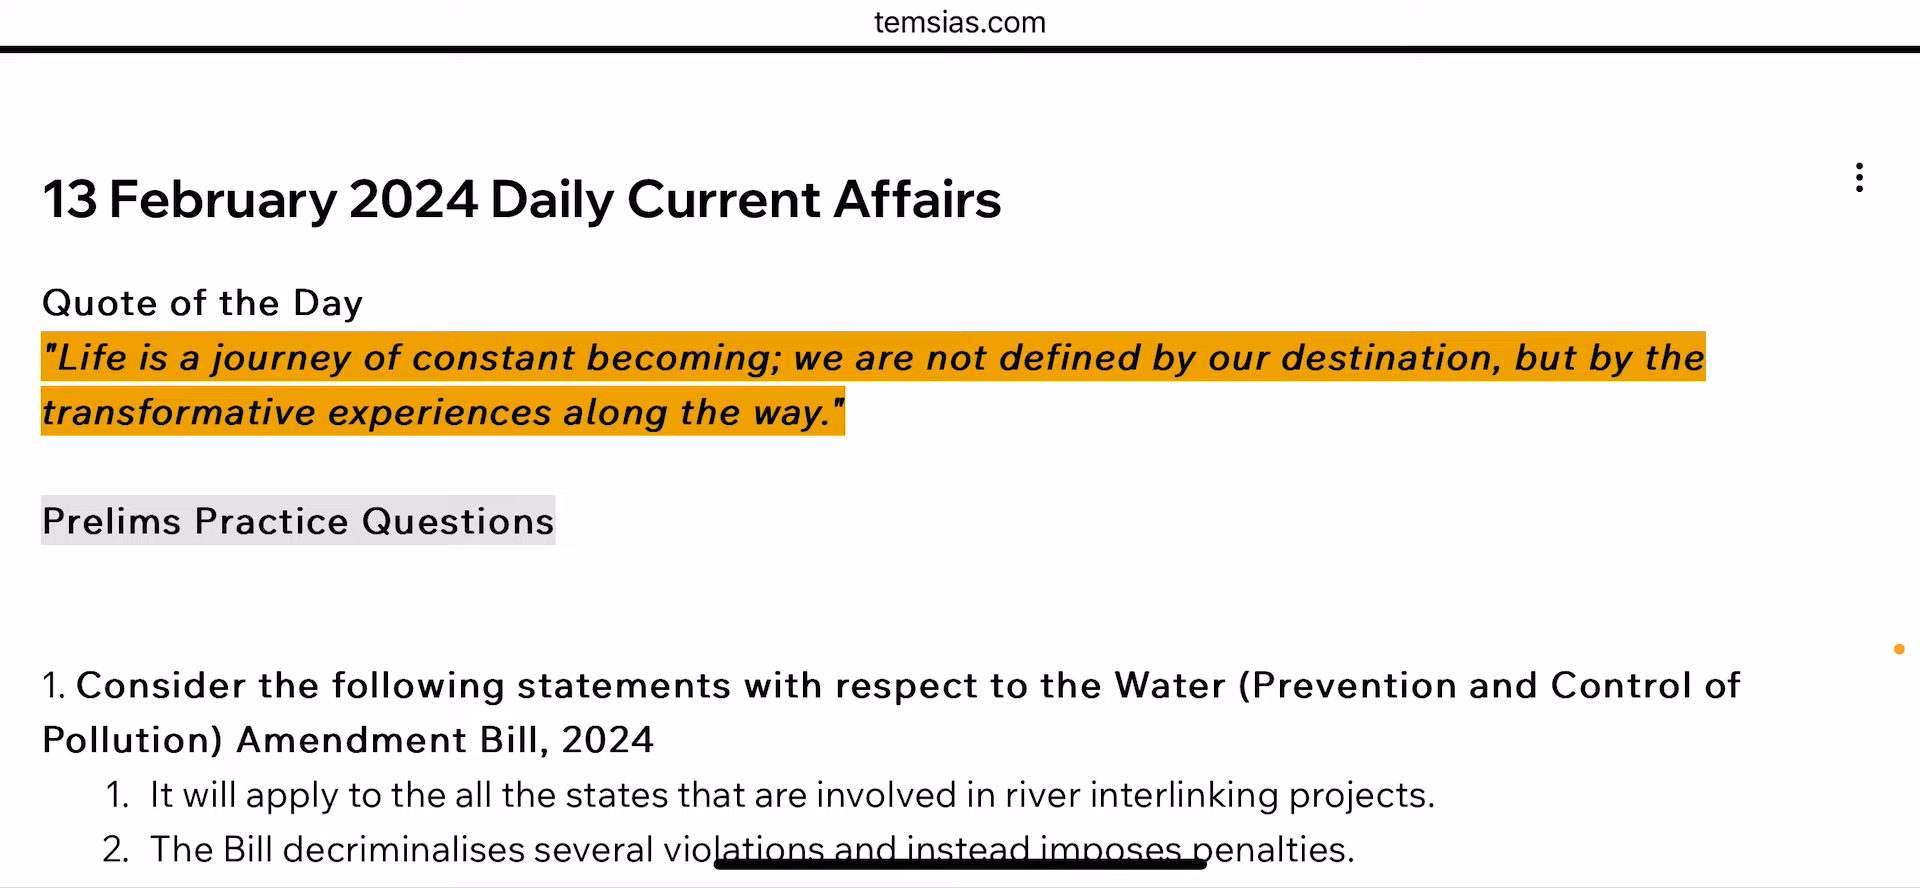 temsias.com
13 February 2024 Daily Current Affairs
Quote of the Day
"Life is a journey of constant becoming; we are not defined by our destination, but by the
transformative experiences along the way."
Prelims Practice Questions
1. Consider the following statements with respect to the Water (Prevention and Control of
Pollution) Amendment Bill, 2024
1. It will apply to the all the states that are involved in river interlinking projects.
2. The Bill decriminalises several violations and instead imposes penalties.